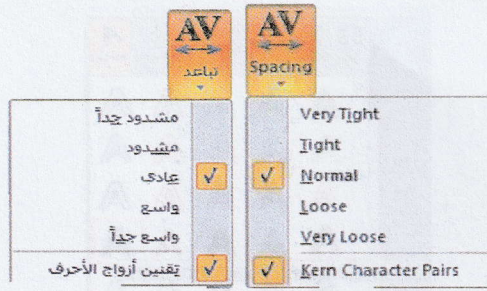 AV AV
تباعد Spacing
مشدود جداً Very Tight
مشدود Tight
عادى Normal
واسع Loose
واسع جداً Very Loose
تقنين أزواج الأحرف Kern Character Pairs